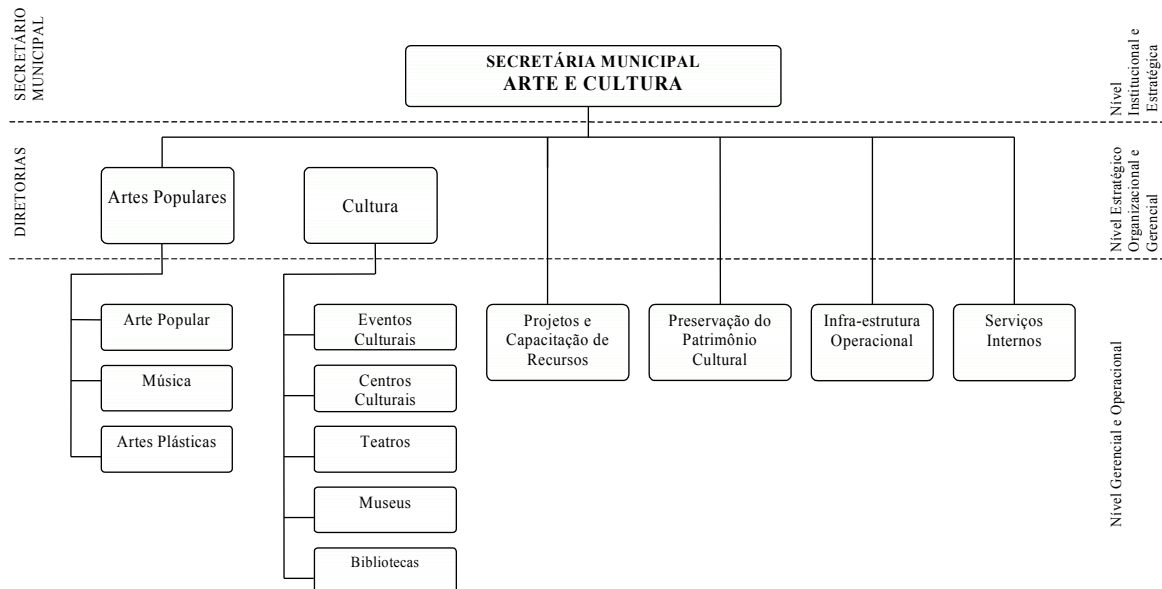 SECRETÁRIO
MUNICIPAL
SECRETÁRIA MUNICIPAL
ARTE E CULTURA
Nível
Institucional e
Estratégica
DIRETORIAS
Artes Populares
Cultura
Nível Estratégico
Organizacional e
Gerencial
Arte Popular
Música
Artes Plásticas
Eventos
Culturais
Centros
Culturais
Teatros
Museus
Bibliotecas
Projetos e
Capacitação de
Recursos
Preservação do
Patrimônio
Cultural
Infra-estrutura
Operacional
Serviços
Internos
Nível Gerencial e Operacional